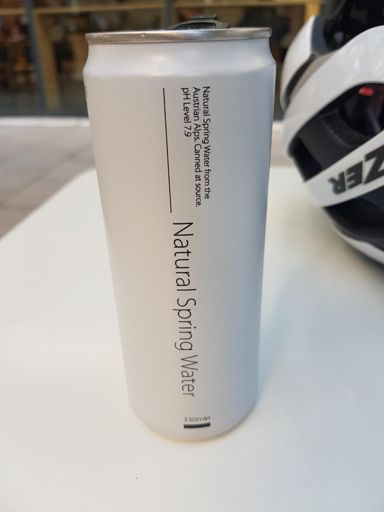 Natural Spring Water from the
Austrian Alps. Canned at source.
pH Level 7.9
Natural Spring Water
330ml℮
ZER